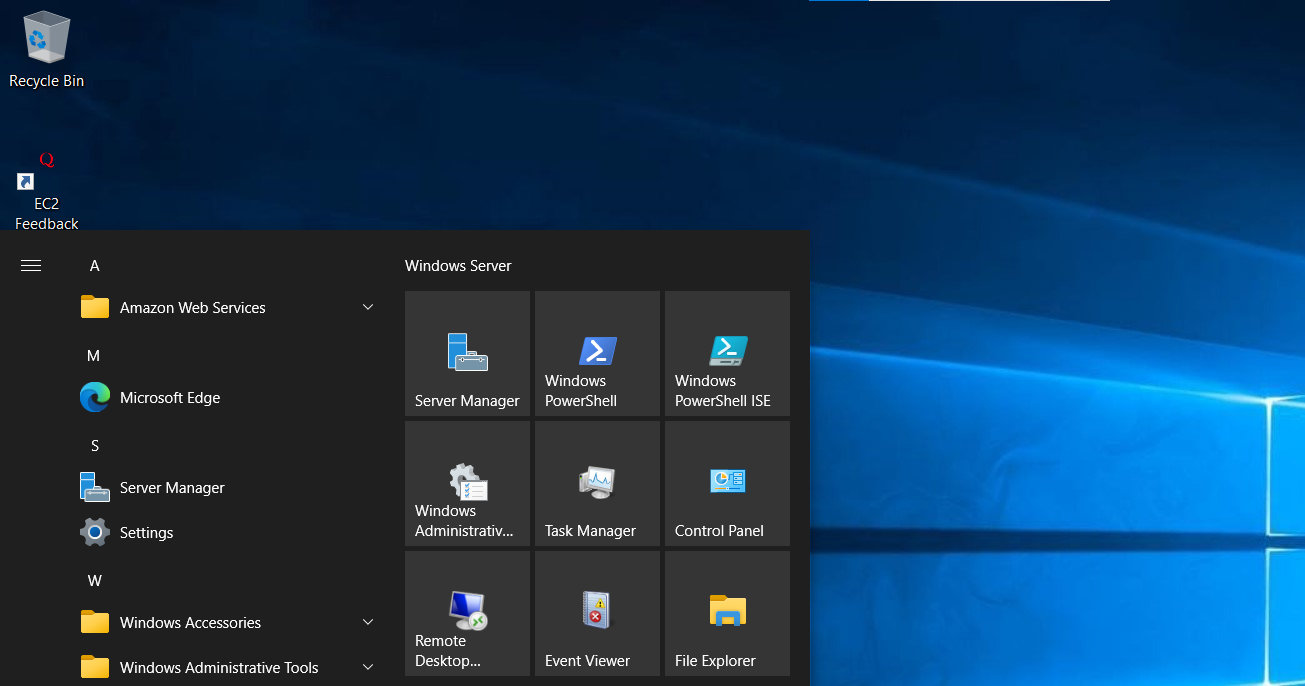 Recycle Bin
Q
EC2
Feedback
A
Amazon Web Services
M
Microsoft Edge
S
Server Manager
Settings
W
Windows Accessories
Windows Administrative Tools
Windows Server
Server Manager
Windows
PowerShell
Windows
PowerShell ISE
Windows
Administrativ...
Task Manager
Control Panel
Remote
Desktop...
Event Viewer
File Explorer